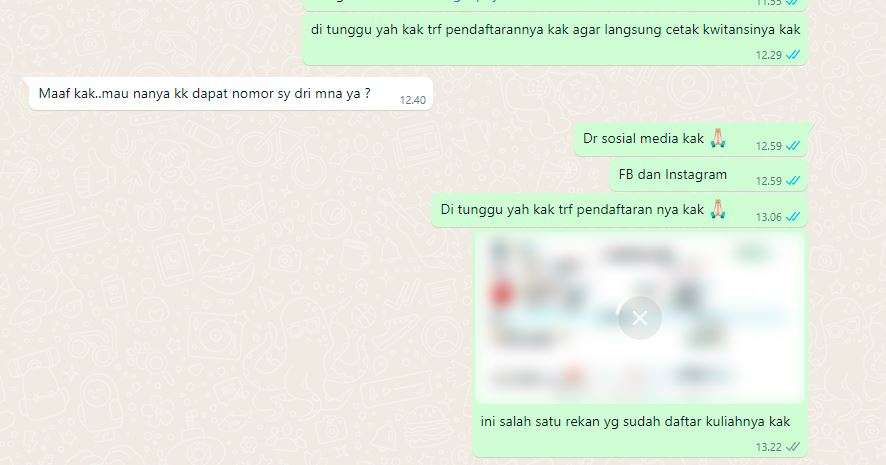 11.55
di tunggu yah kak trf pendaftarannya kak agar langsung cetak kwitansinya kak
12.29
Maaf kak..mau nanya kk dapat nomor sy dri mna ya ?
12.40
Dr sosial media kak 🙏
12.59
FB dan Instagram
12.59
Di tunggu yah kak trf pendaftaran nya kak 🙏
13.06
ini salah satu rekan yg sudah daftar kuliahnya kak
13.22